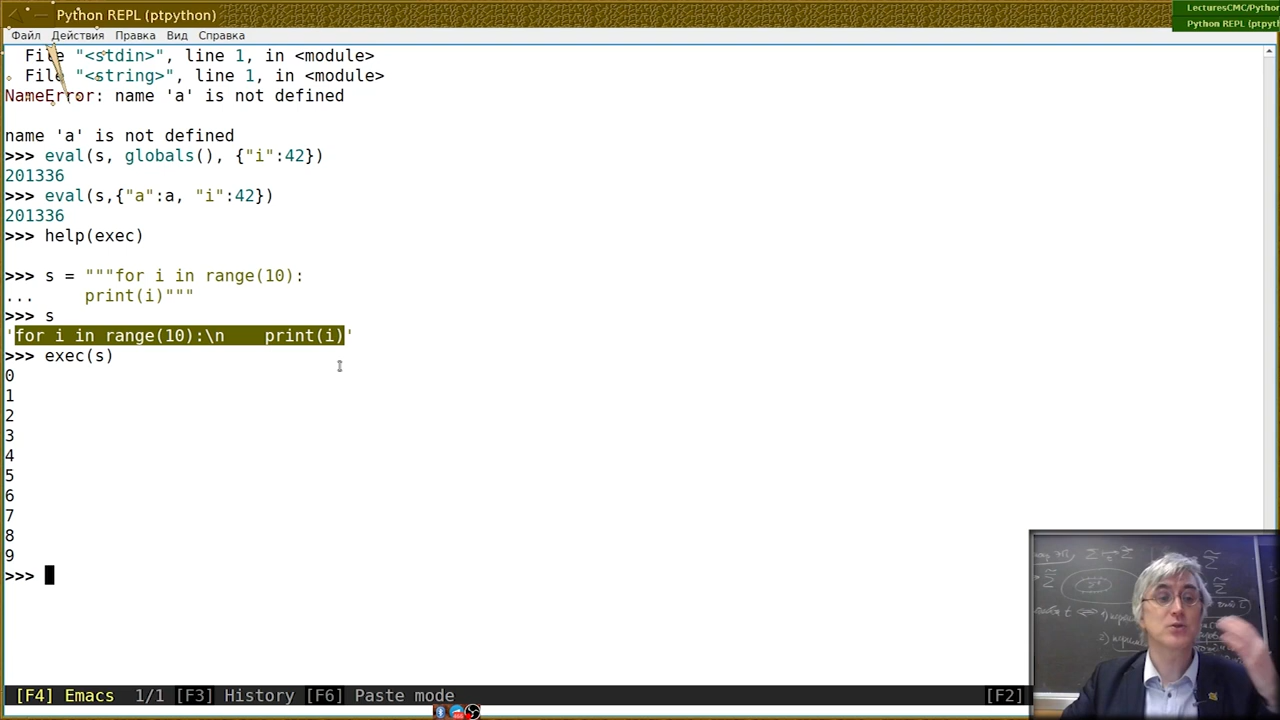 Python REPL (ptpython)
LecturesCMC/Python
Python REPL (ptpyth
Файл Действия Правка Вид Справка
File "<stdin>", line 1, in <module>
File "<string>", line 1, in <module>
NameError: name 'a' is not defined
name 'a' is not defined
>>> eval(s, globals(), {"i":42})
201336
>>> eval(s,{"a":a, "i":42})
201336
>>> help(exec)
>>> s = """for i in range(10):
...     print(i)"""
>>> s
'for i in range(10):\n    print(i)'
>>> exec(s)
0
1
2
3
4
5
6
7
8
9
>>>
[F4] Emacs 1/1 [F3] History [F6] Paste mode [F2]